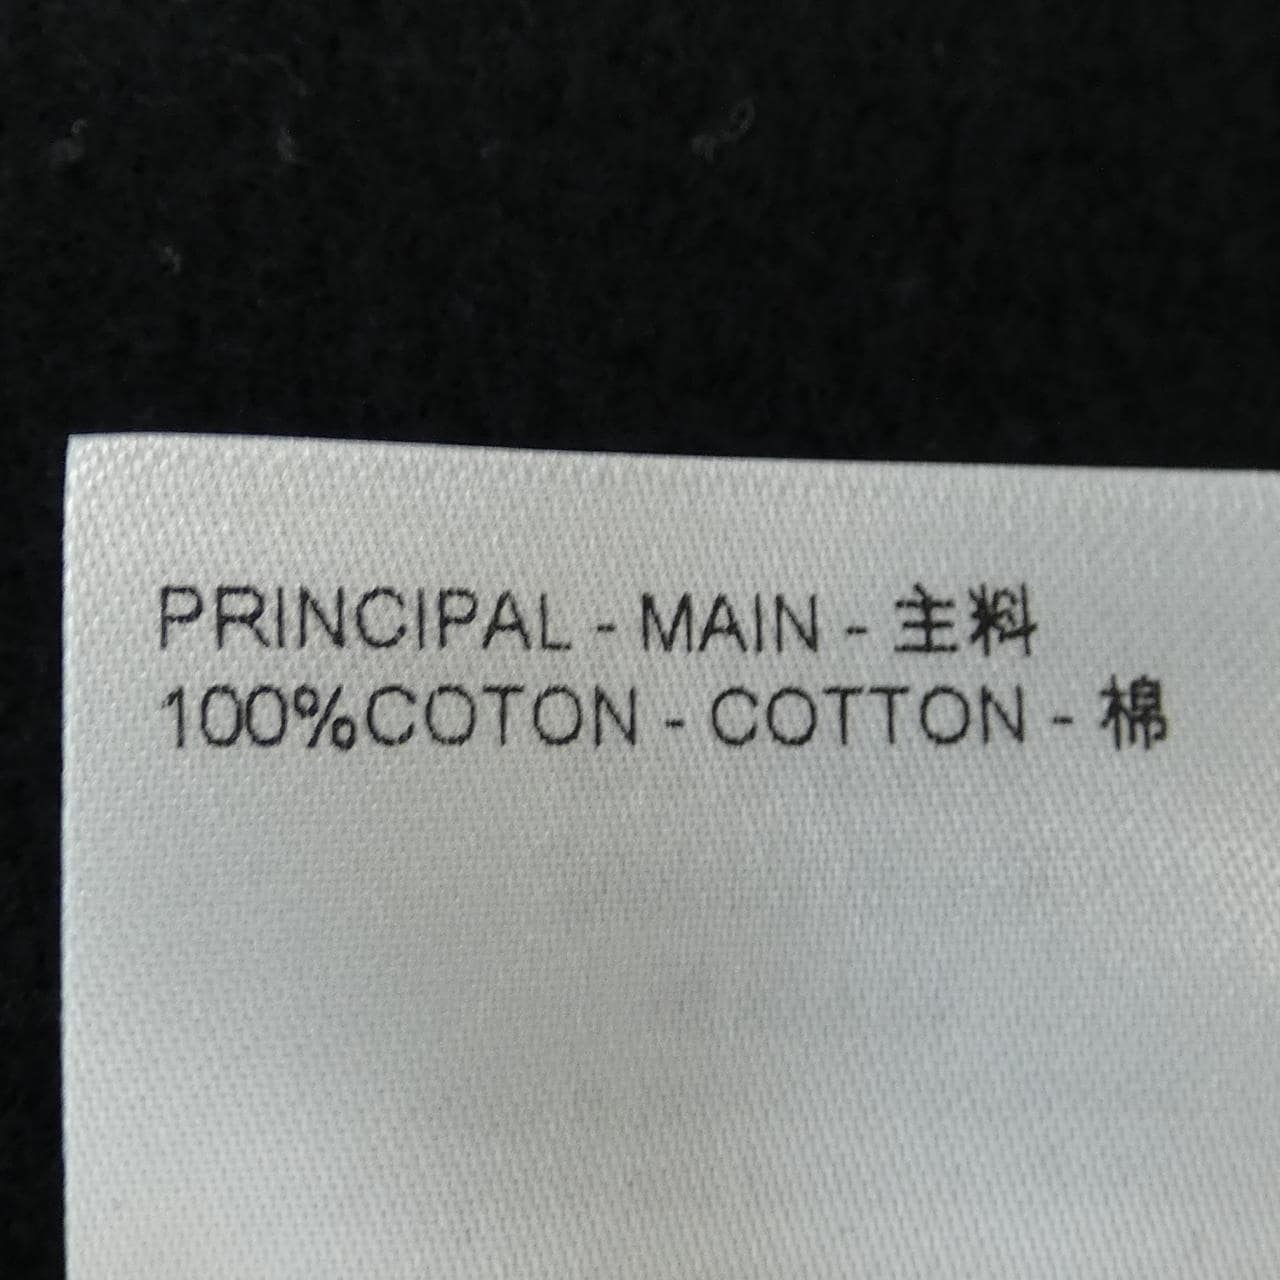 PRINCIPAL - MAIN - 主料
100%COTON - COTTON - 棉